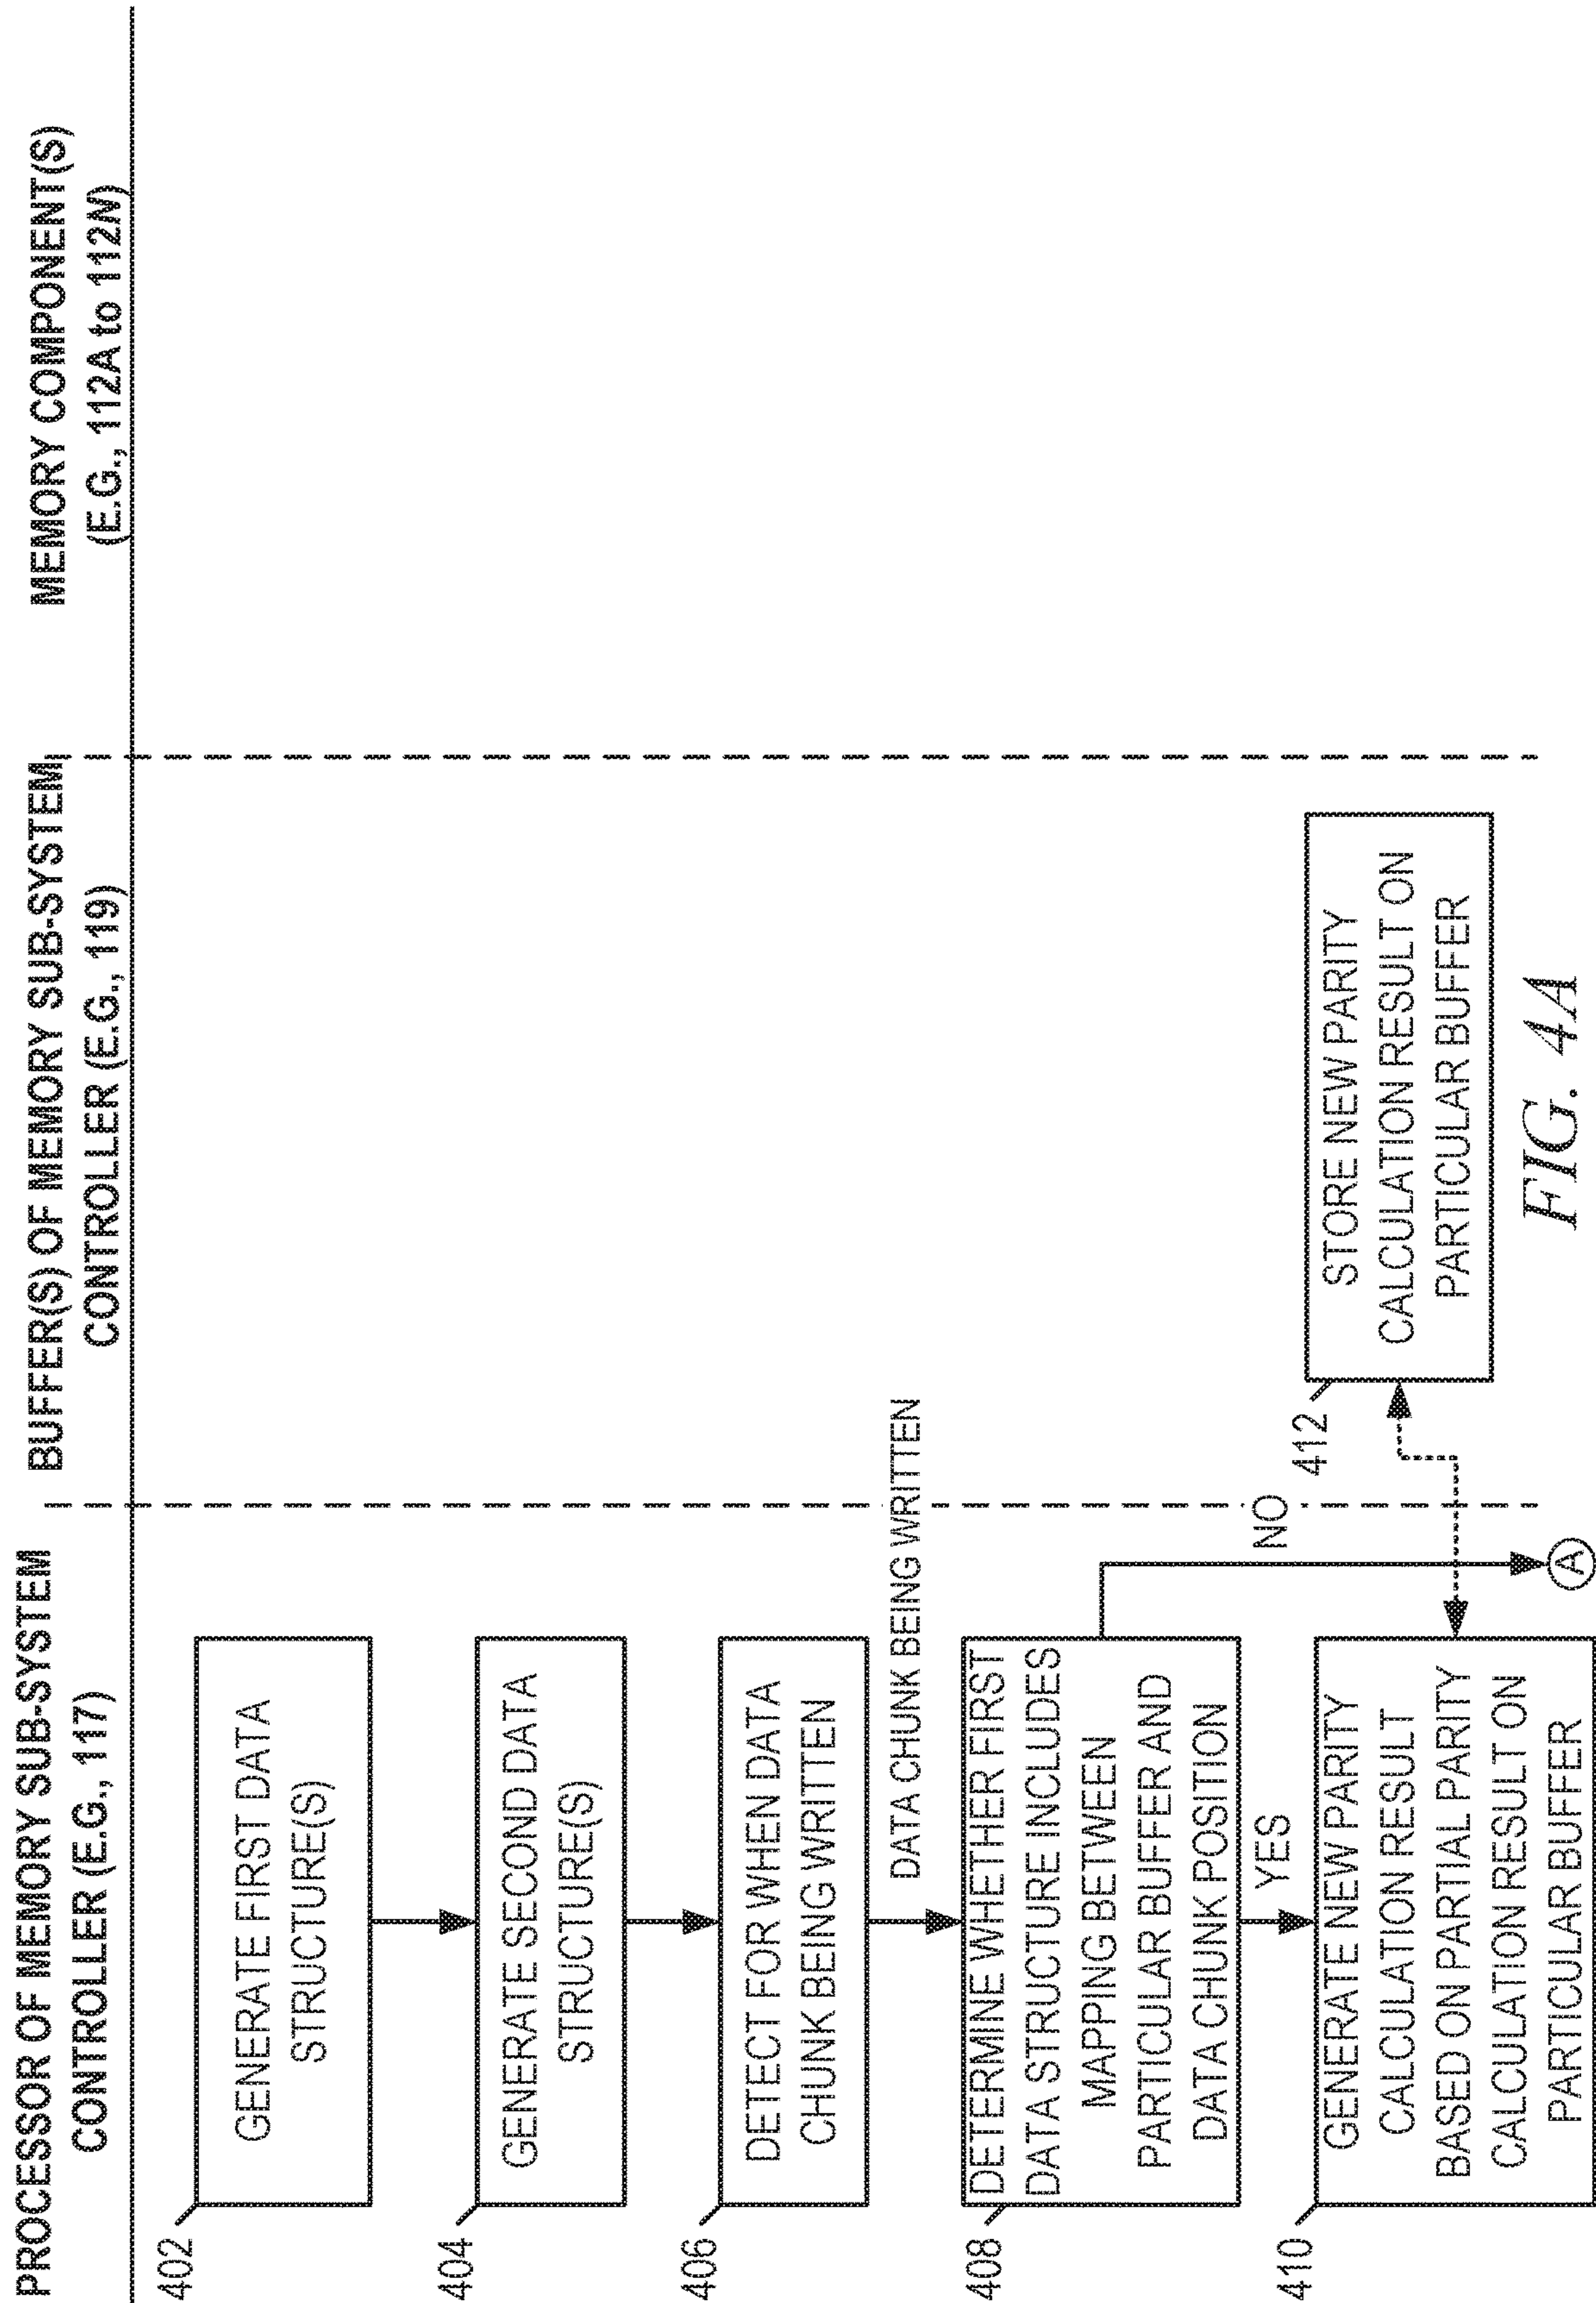 PROCESSOR OF MEMORY SUB-SYSTEM
CONTROLLER (E.G., 117)
BUFFER(S) OF MEMORY SUB-SYSTEM
CONTROLLER (E.G., 119)
MEMORY COMPONENT(S)
(E.G., 112A to 112N)
402
GENERATE FIRST DATA
STRUCTURE(S)
404
GENERATE SECOND DATA
STRUCTURE(S)
406
DETECT FOR WHEN DATA
CHUNK BEING WRITTEN
DATA CHUNK BEING WRITTEN
408
DETERMINE WHETHER FIRST
DATA STRUCTURE INCLUDES
MAPPING BETWEEN
PARTICULAR BUFFER AND
DATA CHUNK POSITION
NO
YES
410
GENERATE NEW PARITY
CALCULATION RESULT
BASED ON PARTIAL PARITY
CALCULATION RESULT ON
PARTICULAR BUFFER
A
412
STORE NEW PARITY
CALCULATION RESULT ON
PARTICULAR BUFFER
FIG. 4A